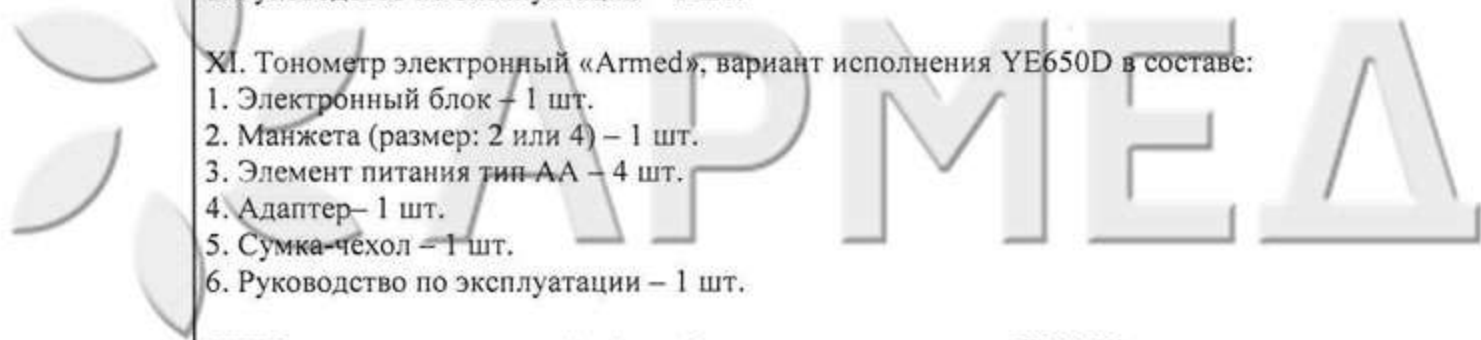 XI. Тонометр электронный «Armed», вариант исполнения YE650D в составе:
1. Электронный блок – 1 шт.
2. Манжета (размер: 2 или 4) – 1 шт.
3. Элемент питания тип АА – 4 шт.
4. Адаптер– 1 шт.
5. Сумка-чехол – 1 шт.
6. Руководство по эксплуатации – 1 шт.
АРМЕД